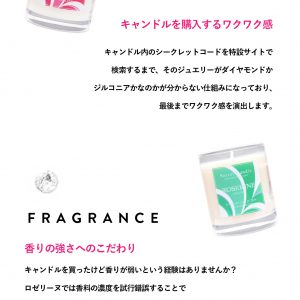 キャンドルを購入するワクワク感
キャンドル内のシークレットコードを特設サイトで
検索するまで、そのジュエリーがダイヤモンドか
ジルコニアかなのかが分からない仕組みになっており、
最後までワクワク感を演出します。
FRAGRANCE
香りの強さへのこだわり
キャンドルを買ったけど香りが弱いという経験はありませんか？
ロゼリーヌでは香料の濃度を試行錯誤することで